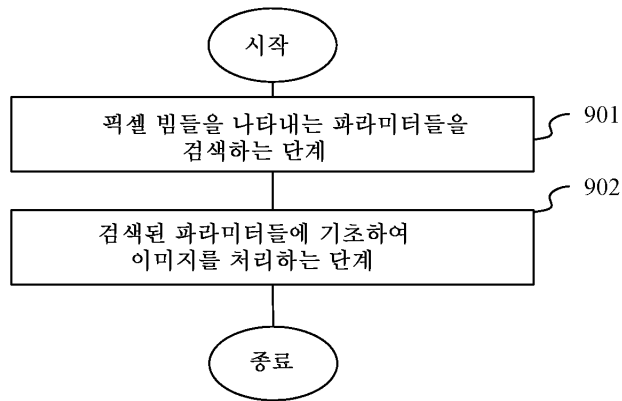 시작
픽셀 빔들을 나타내는 파라미터들을
검색하는 단계
901
902
검색된 파라미터들에 기초하여
이미지를 처리하는 단계
종료